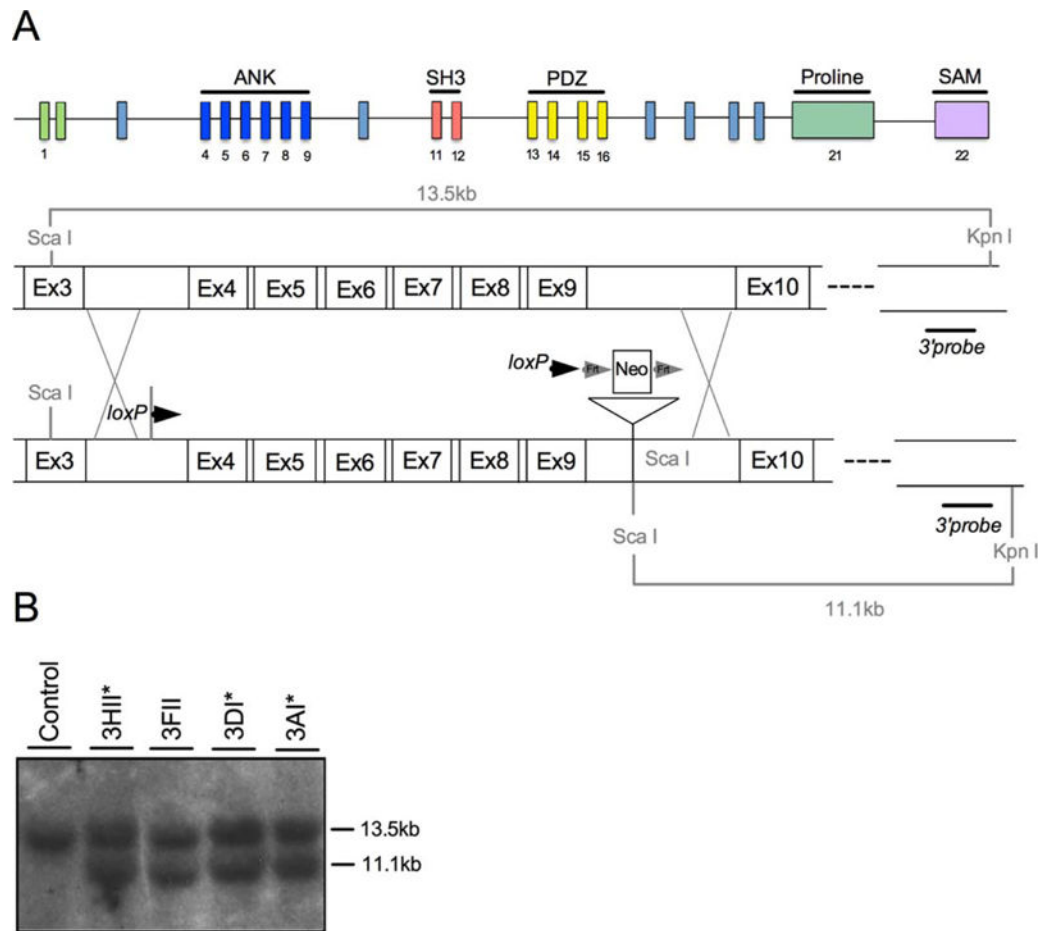 A
ANK SH3 PDZ Proline SAM
1 4 5 6 7 8 9 11 12 13 14 15 16 21 22
13.5kb
Sca I Kpn I
Ex3 Ex4 Ex5 Ex6 Ex7 Ex8 Ex9 Ex10
3'probe
loxP Frt Neo Frt
Sca I
loxP
Ex3 Ex4 Ex5 Ex6 Ex7 Ex8 Ex9 Sca I Ex10
3'probe
Sca I Kpn I
11.1kb
B
Control 3HII* 3FII 3DI* 3AI*
13.5kb
11.1kb